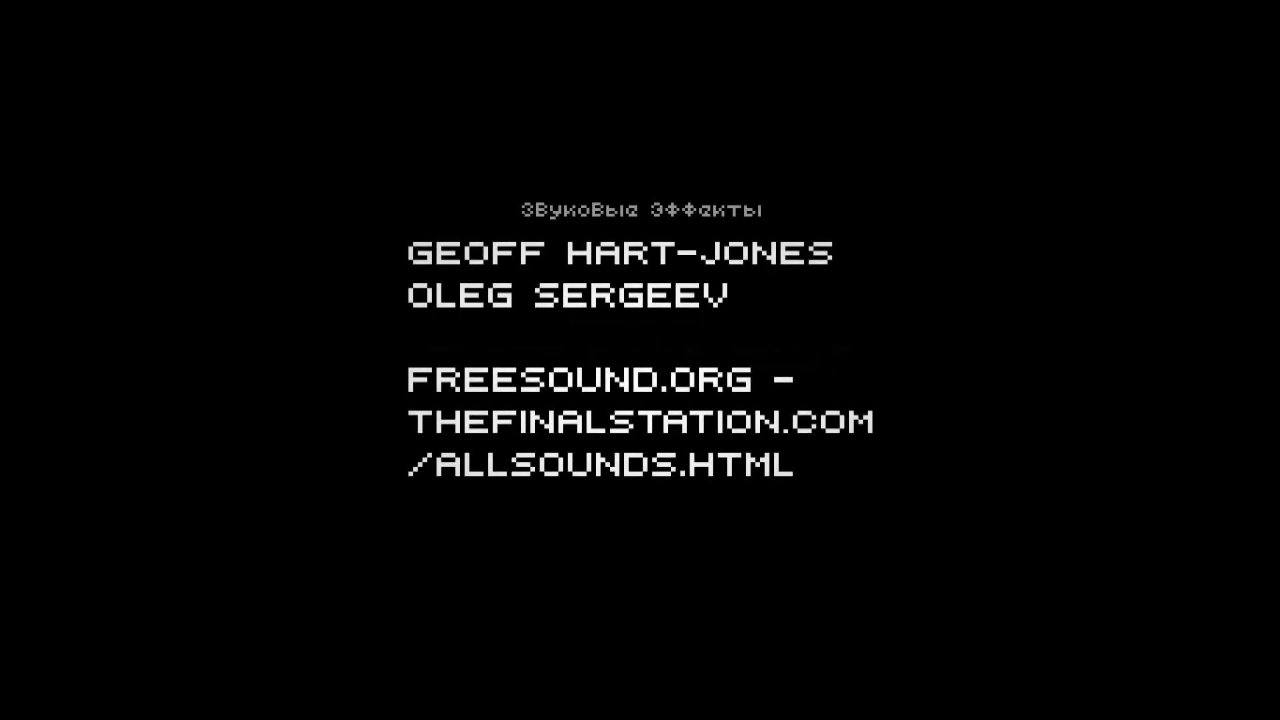 Звуковые Эффекты
GEOFF HART-JONES
OLEG SERGEEV
FREESOUND.ORG -
THEFINALSTATION.COM
/ALLSOUNDS.HTML